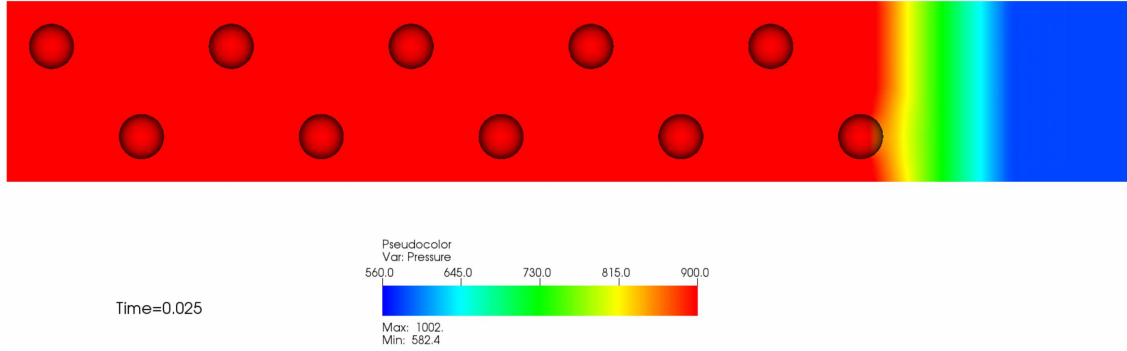 Pseudocolor
Var: Pressure
560.0 645.0 730.0 815.0 900.0
Time=0.025
Max: 1002.
Min: 582.4